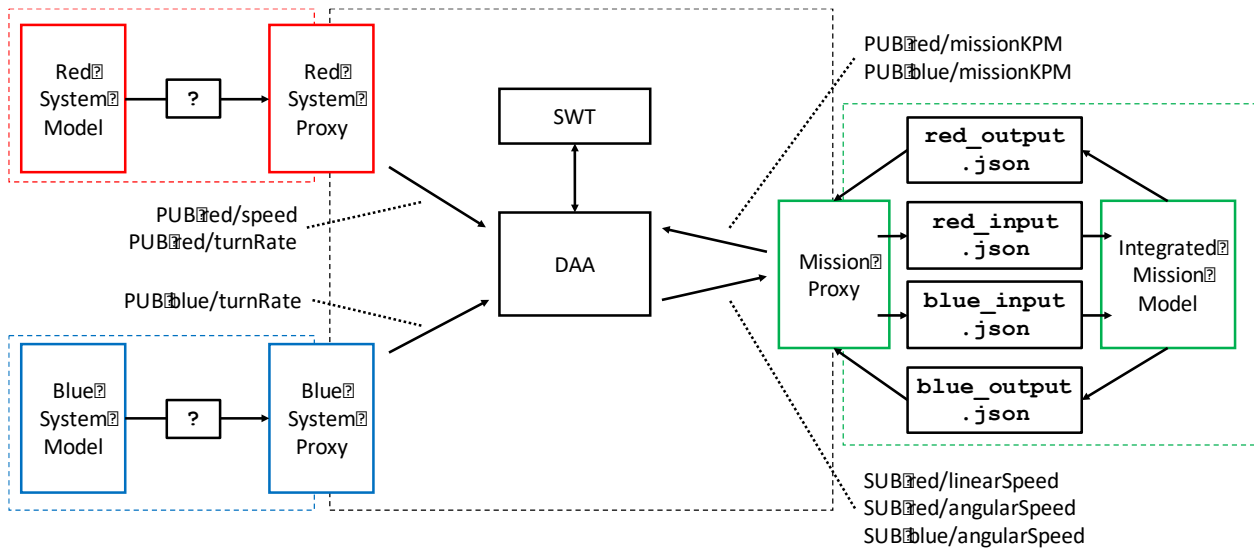 Red
System
Model
?
Red
System
Proxy
PUB red/speed
PUB red/turnRate
PUB blue/turnRate
Blue
System
Model
?
Blue
System
Proxy
SWT
DAA
PUB red/missionKPM
PUB blue/missionKPM
Mission
Proxy
red_output
.json
red_input
.json
blue_input
.json
blue_output
.json
Integrated
Mission
Model
SUB red/linearSpeed
SUB red/angularSpeed
SUB blue/angularSpeed